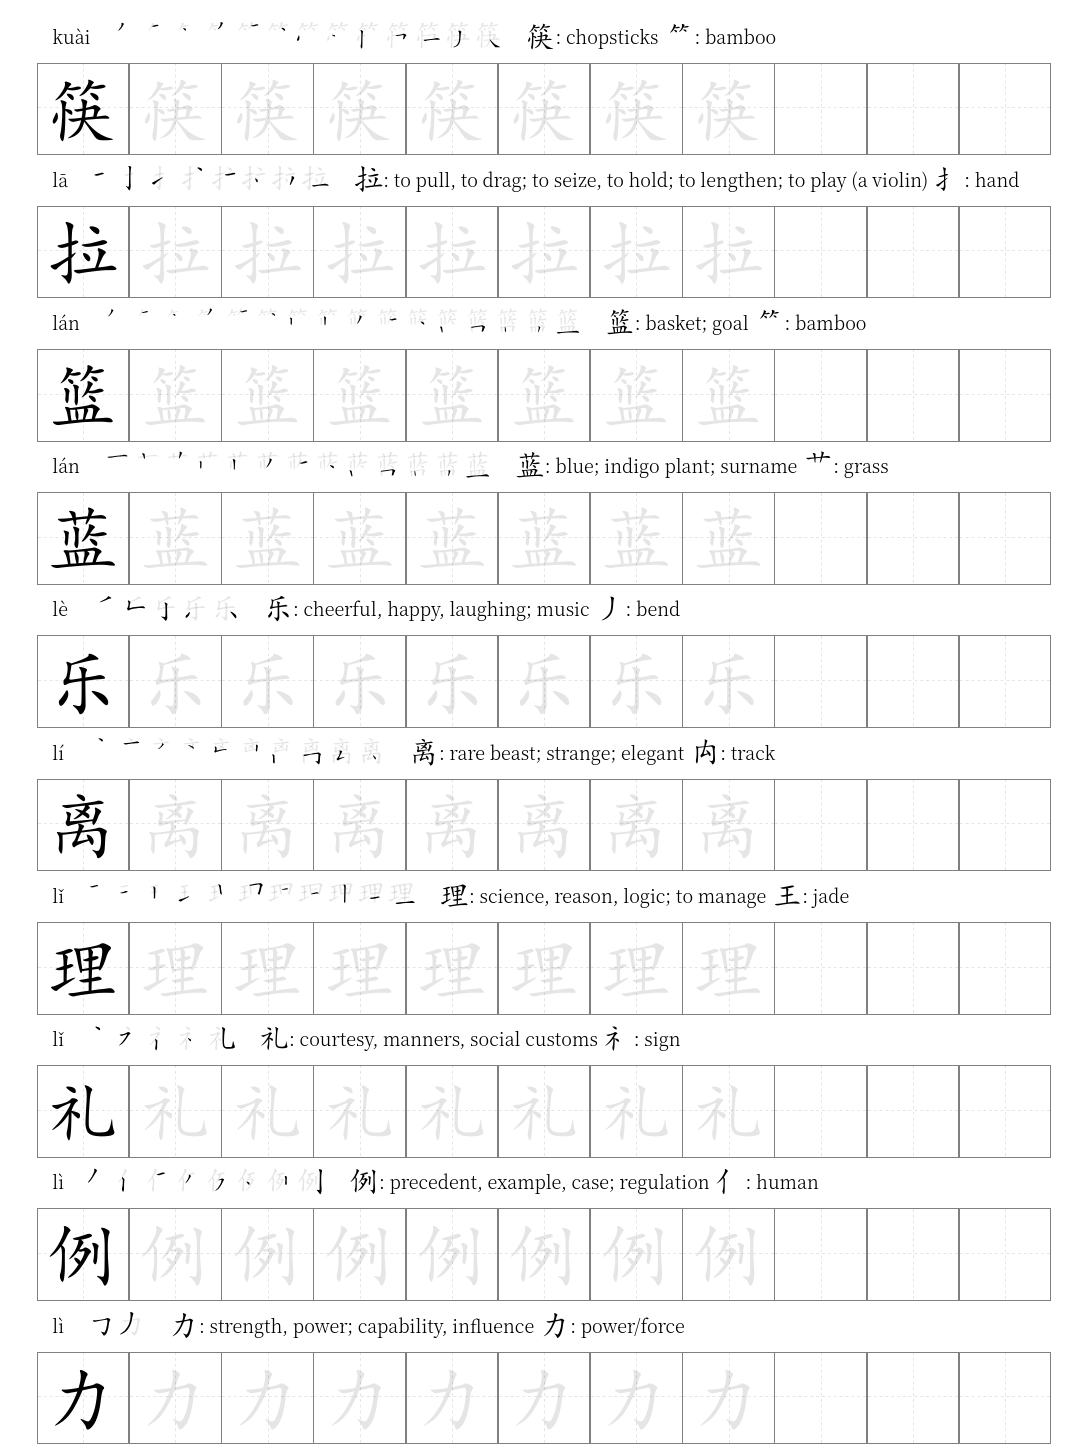 kuài 筷: chopsticks ⺮: bamboo
筷 筷 筷 筷 筷 筷 筷 筷
lā 拉: to pull, to drag; to seize, to hold; to lengthen; to play (a violin) 扌: hand
拉 拉 拉 拉 拉 拉 拉 拉
lán 篮: basket; goal ⺮: bamboo
篮 篮 篮 篮 篮 篮 篮 篮
lán 蓝: blue; indigo plant; surname 艹: grass
蓝 蓝 蓝 蓝 蓝 蓝 蓝 蓝
lè 乐: cheerful, happy, laughing; music 丿: bend
乐 乐 乐 乐 乐 乐 乐 乐
lí 离: rare beast; strange; elegant 禸: track
离 离 离 离 离 离 离 离
lǐ 理: science, reason, logic; to manage 王: jade
理 理 理 理 理 理 理 理
lǐ 礼: courtesy, manners, social customs 礻: sign
礼 礼 礼 礼 礼 礼 礼 礼
lì 例: precedent, example, case; regulation 亻: human
例 例 例 例 例 例 例 例
lì 力: strength, power; capability, influence 力: power/force
力 力 力 力 力 力 力 力